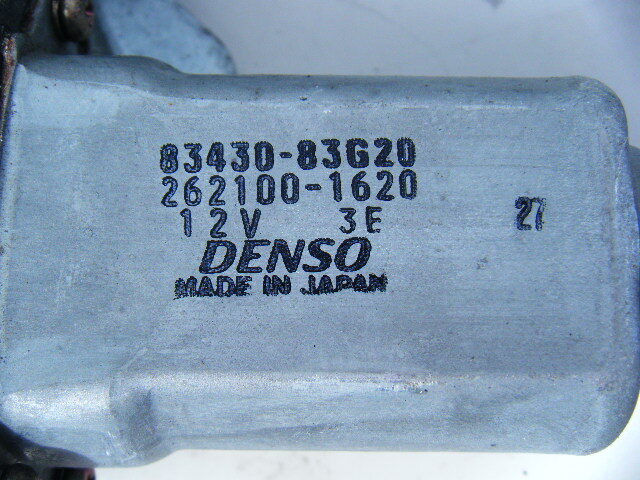 83430-83G20
262100-1620
12V 3E 27
DENSO
MADE IN JAPAN